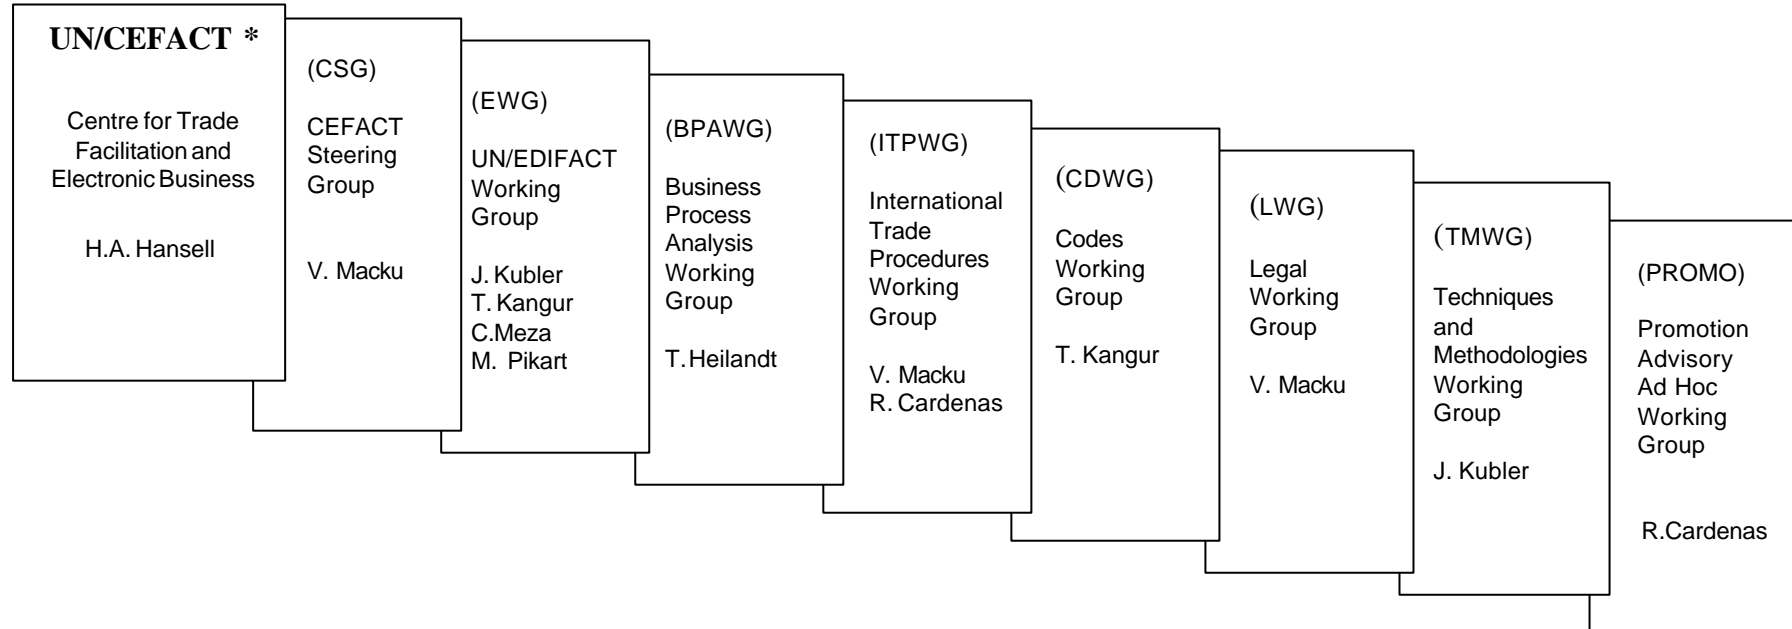 UN/CEFACT *
Centre for Trade
Facilitation and
Electronic Business
H.A. Hansell
(CSG)
CEFACT
Steering
Group
V. Macku
(EWG)
UN/EDIFACT
Working
Group
J. Kubler
T. Kangur
C.Meza
M. Pikart
(BPAWG)
Business
Process
Analysis
Working
Group
T. Heilandt
(ITPWG)
International
Trade
Procedures
Working
Group
V. Macku
R. Cardenas
(CDWG)
Codes
Working
Group
T. Kangur
(LWG)
Legal
Working
Group
V. Macku
(TMWG)
Techniques
and
Methodologies
Working
Group
J. Kubler
(PROMO)
Promotion
Advisory
Ad Hoc
Working
Group
R.Cardenas